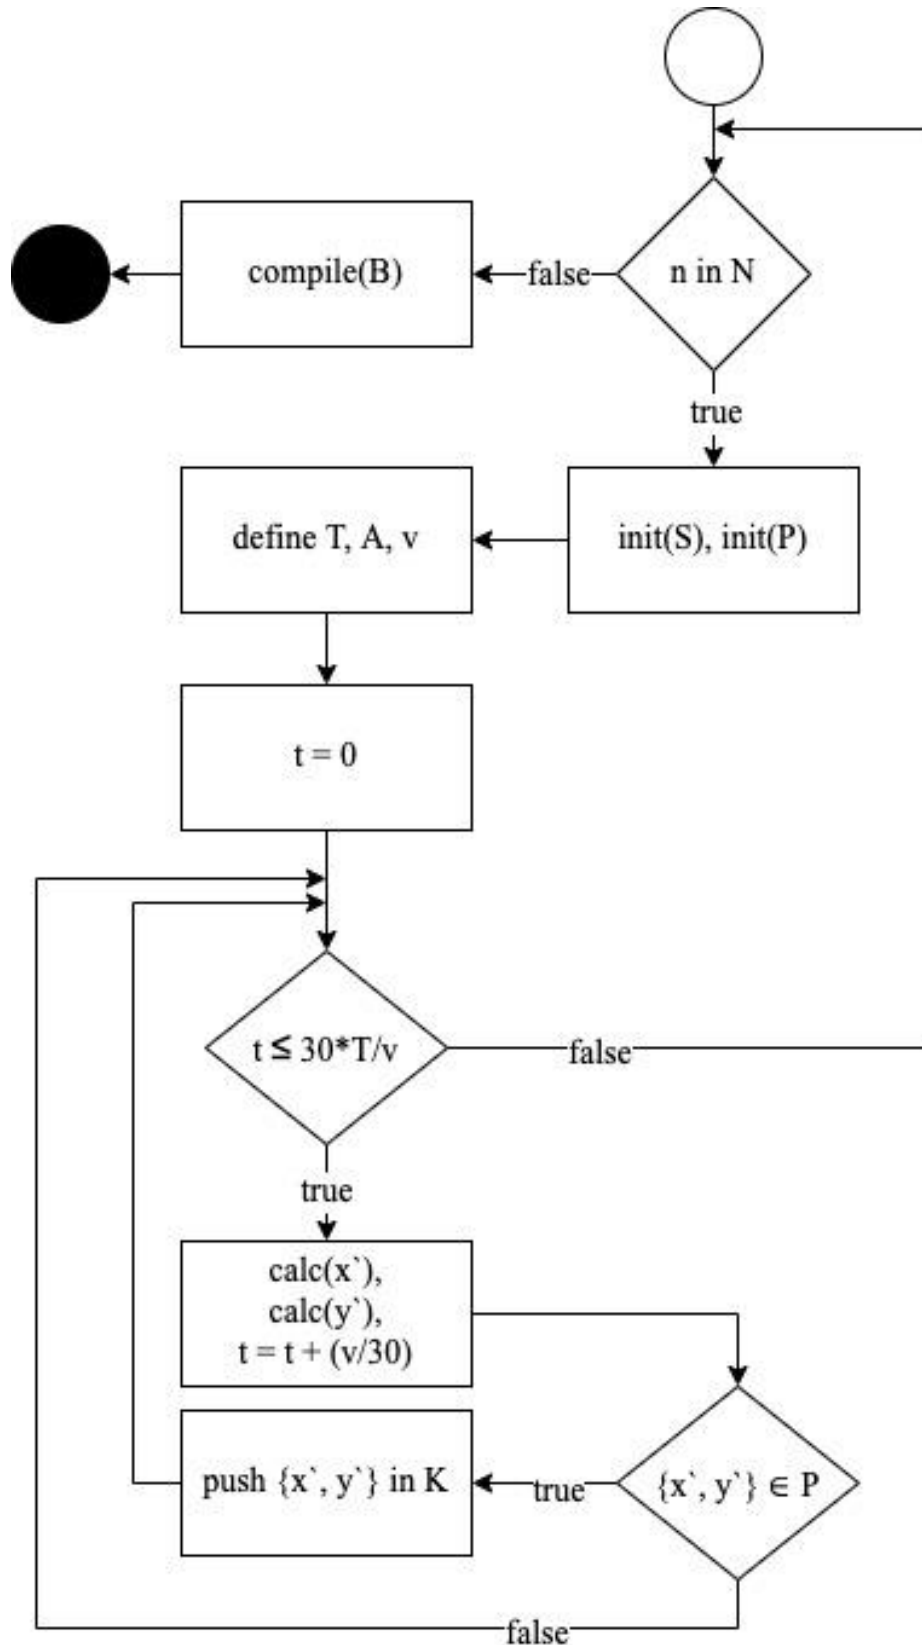 n in N
false
compile(B)
true
init(S), init(P)
define T, A, v
t = 0
t ≤ 30*T/v
false
true
calc(x`),
calc(y`),
t = t + (v/30)
{x`, y`} ∈ P
true
push {x`, y`} in K
false